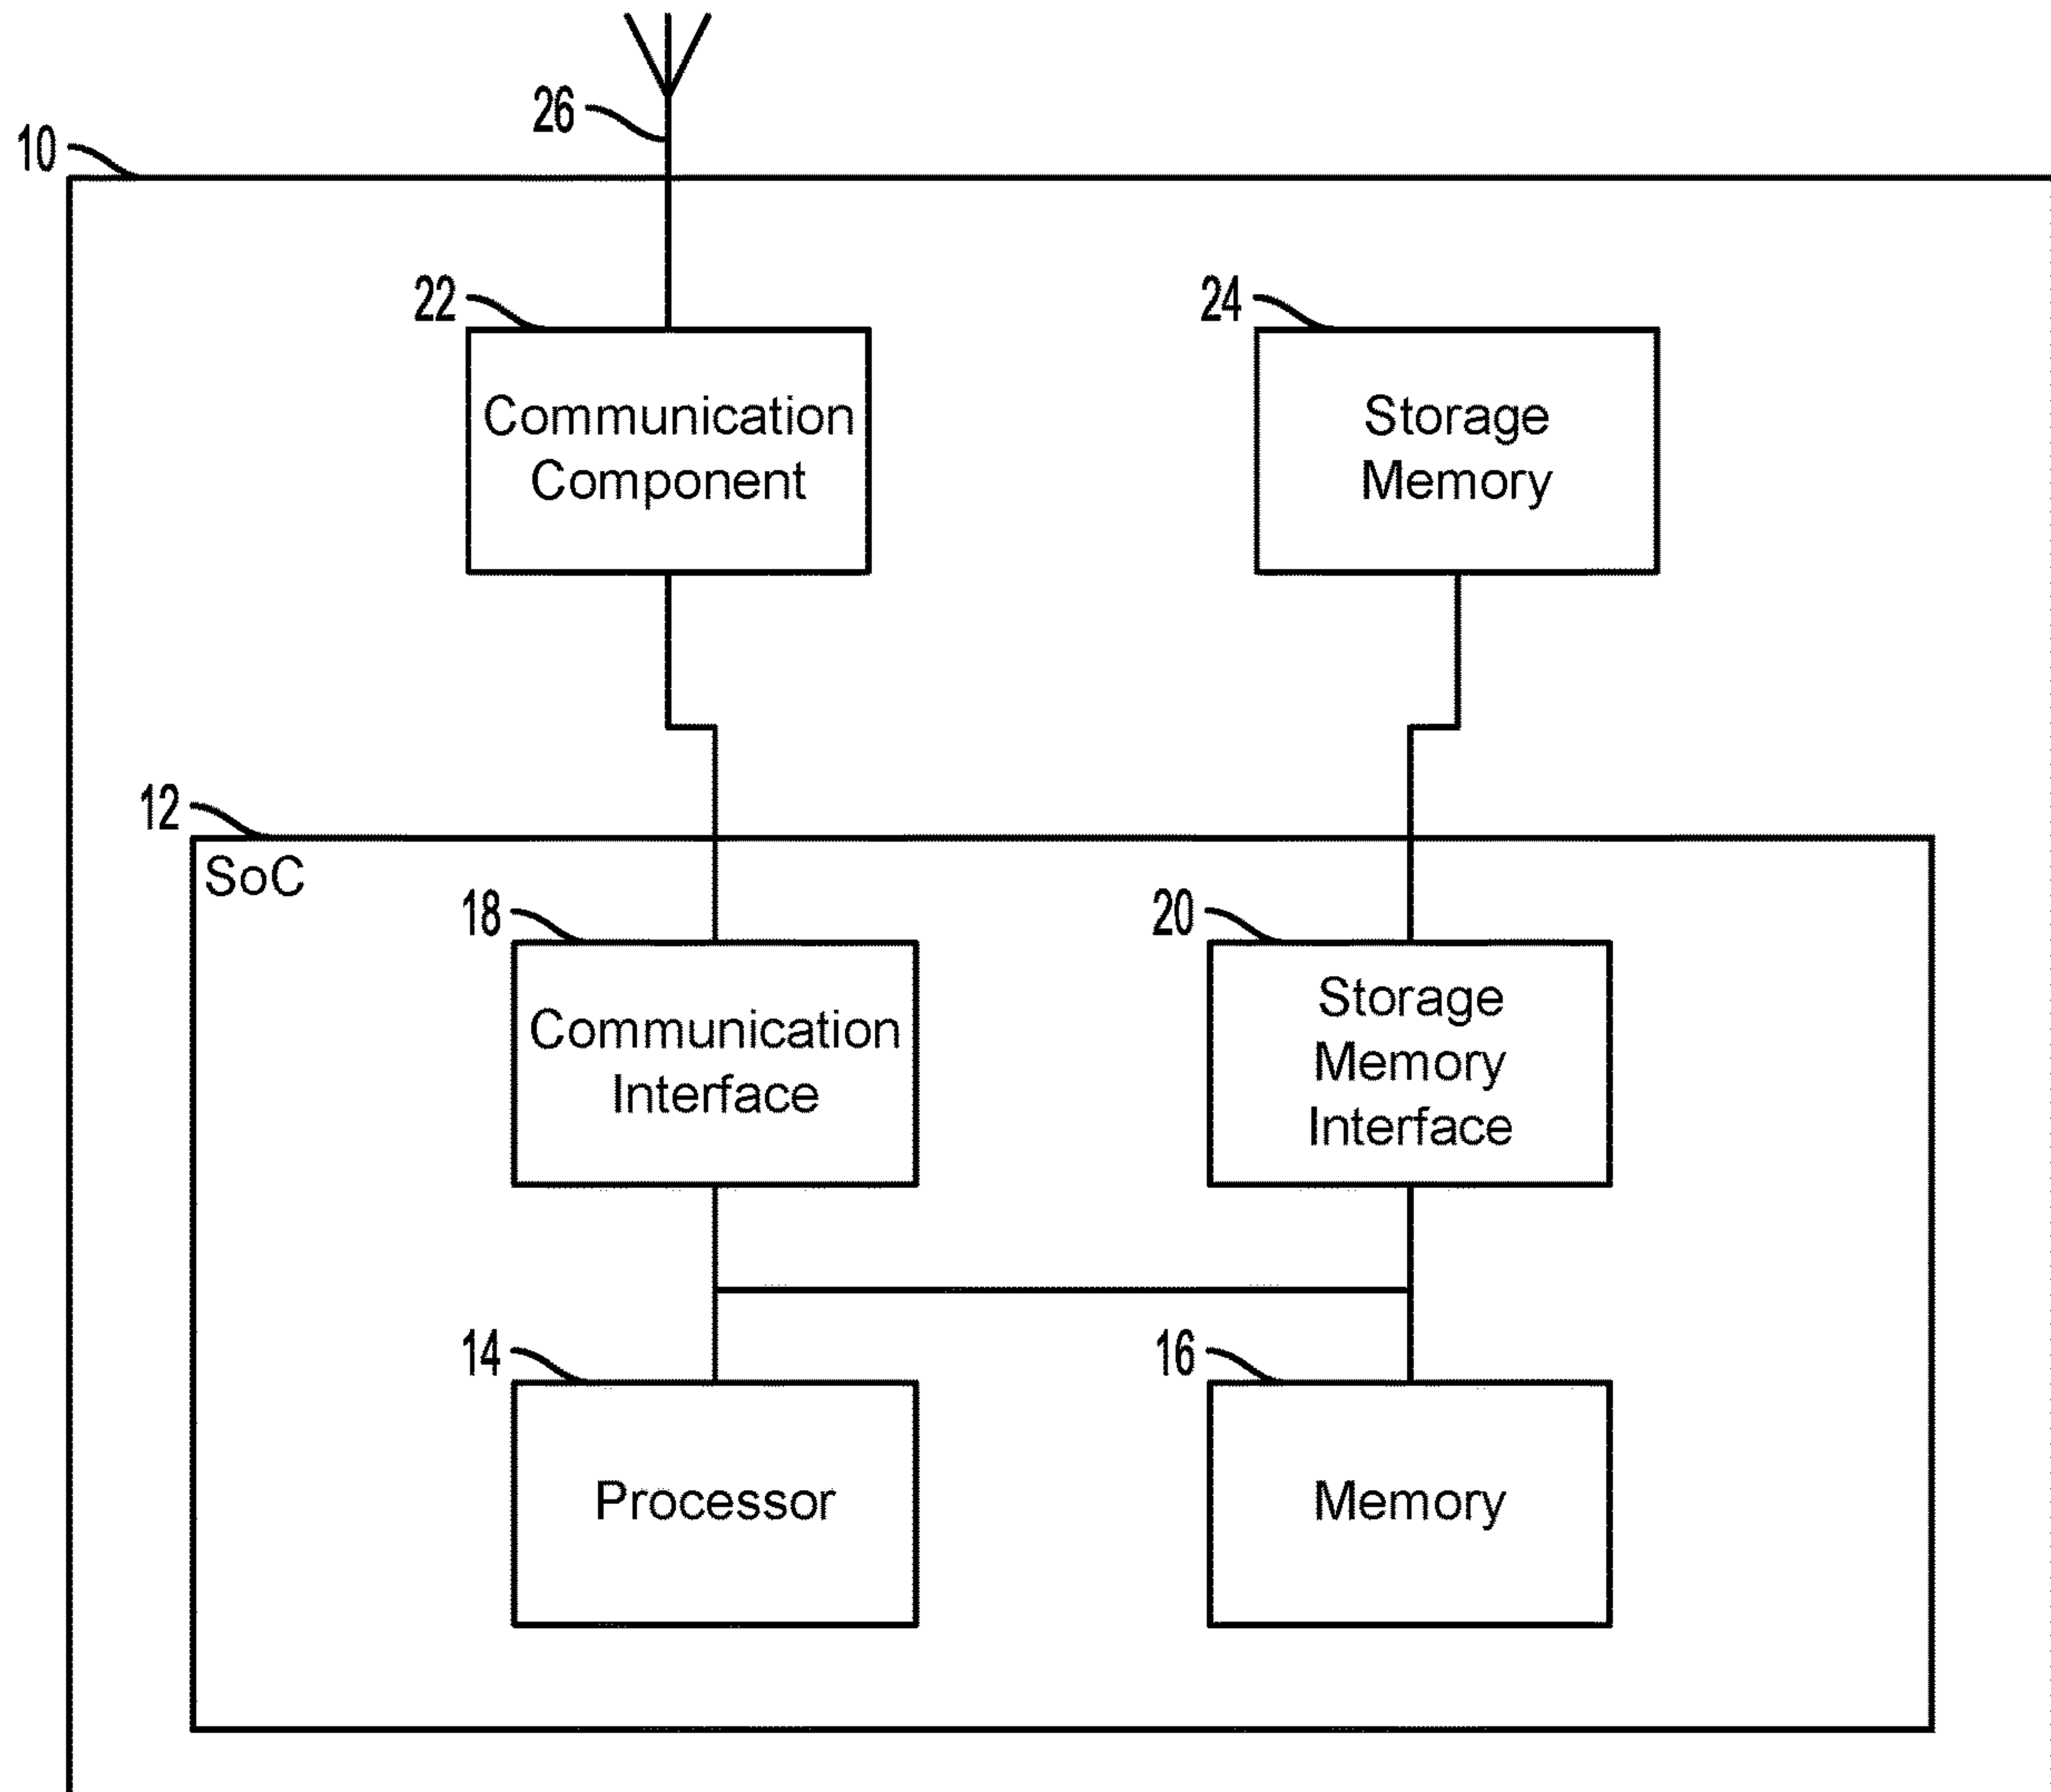 26
10
22
24
Communication
Component
Storage
Memory
12
SoC
18
20
Communication
Interface
Storage
Memory
Interface
14
16
Processor
Memory